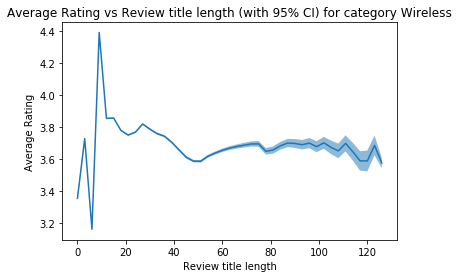 Average Rating vs Review title length (with 95% CI) for category Wireless
4.4
4.2
4.0
3.8
3.6
3.4
3.2
Average Rating
0 20 40 60 80 100 120
Review title length